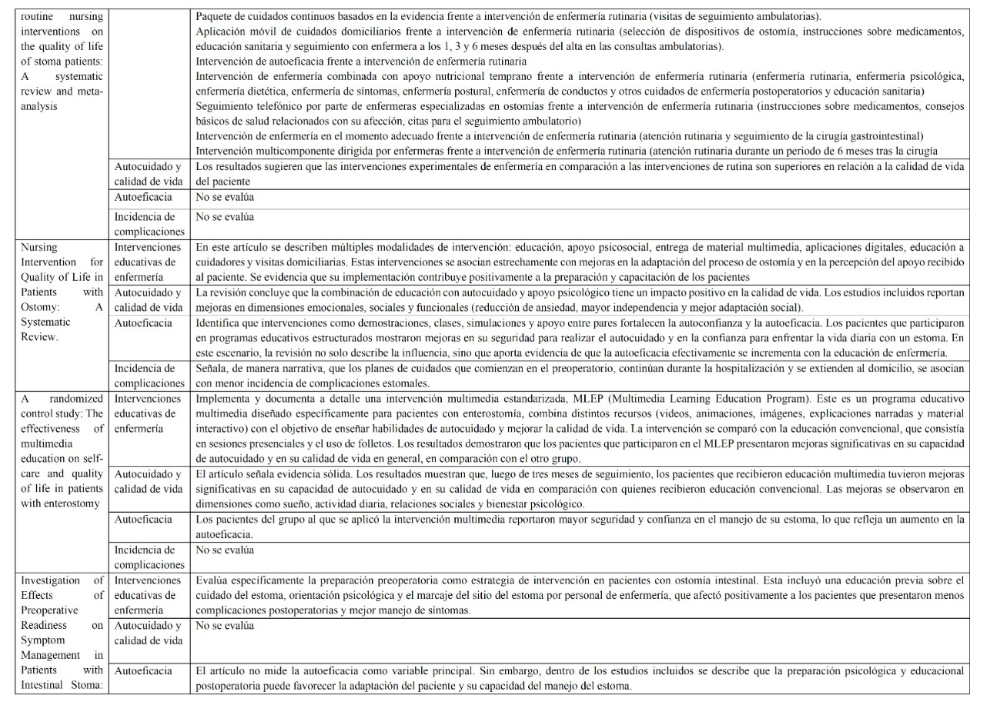 routine nursing
interventions on
the quality of life
of stoma patients:
A systematic
review and meta-
analysis
Paquete de cuidados continuos basados en la evidencia frente a intervención de enfermería rutinaria (visitas de seguimiento ambulatorias).
Aplicación móvil de cuidados domiciliarios frente a intervención de enfermería rutinaria (selección de dispositivos de ostomía, instrucciones sobre medicamentos,
educación sanitaria y seguimiento con enfermera a los 1, 3 y 6 meses después del alta en las consultas ambulatorias).
Intervención de autoeficacia frente a intervención de enfermería rutinaria
Intervención de enfermería combinada con apoyo nutricional temprano frente a intervención de enfermería rutinaria (enfermería rutinaria, enfermería psicológica,
enfermería dietética, enfermería de síntomas, enfermería postural, enfermería de conductos y otros cuidados de enfermería postoperatorios y educación sanitaria)
Seguimiento telefónico por parte de enfermeras especializadas en ostomías frente a intervención de enfermería rutinaria (instrucciones sobre medicamentos, consejos
básicos de salud relacionados con su afección, citas para el seguimiento ambulatorio)
Intervención de enfermería en el momento adecuado frente a intervención de enfermería rutinaria (atención rutinaria y seguimiento de la cirugía gastrointestinal)
Intervención multicomponente dirigida por enfermeras frente a intervención de enfermería rutinaria (atención rutinaria durante un periodo de 6 meses tras la cirugía
Autocuidado y
calidad de vida
Los resultados sugieren que las intervenciones experimentales de enfermería en comparación a las intervenciones de rutina son superiores en relación a la calidad de vida
del paciente
Autoeficacia
No se evalúa
Incidencia de
complicaciones
No se evalúa
Nursing
Intervention for
Quality of Life in
Patients with
Ostomy: A
Systematic
Review.
Intervenciones
educativas de
enfermería
En este artículo se describen múltiples modalidades de intervención: educación, apoyo psicosocial, entrega de material multimedia, aplicaciones digitales, educación a
cuidadores y visitas domiciliarias. Estas intervenciones se asocian estrechamente con mejoras en la adaptación del proceso de ostomía y en la percepción del apoyo recibido
al paciente. Se evidencia que su implementación contribuye positivamente a la preparación y capacitación de los pacientes
Autocuidado y
calidad de vida
La revisión concluye que la combinación de educación con autocuidado y apoyo psicológico tiene un impacto positivo en la calidad de vida. Los estudios incluidos reportan
mejoras en dimensiones emocionales, sociales y funcionales (reducción de ansiedad, mayor independencia y mejor adaptación social).
Autoeficacia
Identifica que intervenciones como demostraciones, clases, simulaciones y apoyo entre pares fortalecen la autoconfianza y la autoeficacia. Los pacientes que participaron
en programas educativos estructurados mostraron mejoras en su seguridad para realizar el autocuidado y en la confianza para enfrentar la vida diaria con un estoma. En
este escenario, la revisión no solo describe la influencia, sino que aporta evidencia de que la autoeficacia efectivamente se incrementa con la educación de enfermería.
Incidencia de
complicaciones
Señala, de manera narrativa, que los planes de cuidados que comienzan en el preoperatorio, continúan durante la hospitalización y se extienden al domicilio, se asocian
con menor incidencia de complicaciones estomales.
A randomized
control study: The
effectiveness of
multimedia
education on self-
care and quality
of life in patients
with enterostomy
Intervenciones
educativas de
enfermería
Implementa y documenta a detalle una intervención multimedia estandarizada, MLEP (Multimedia Learning Education Program). Este es un programa educativo
multimedia diseñado específicamente para pacientes con enterostomía, combina distintos recursos (videos, animaciones, imágenes, explicaciones narradas y material
interactivo) con el objetivo de enseñar habilidades de autocuidado y mejorar la calidad de vida. La intervención se comparó con la educación convencional, que consistía
en sesiones presenciales y el uso de folletos. Los resultados demostraron que los pacientes que participaron en el MLEP presentaron mejoras significativas en su capacidad
de autocuidado y en su calidad de vida en general, en comparación con el otro grupo.
Autocuidado y
calidad de vida
El artículo señala evidencia sólida. Los resultados muestran que, luego de tres meses de seguimiento, los pacientes que recibieron educación multimedia tuvieron mejoras
significativas en su capacidad de autocuidado y en su calidad de vida en comparación con quienes recibieron educación convencional. Las mejoras se observaron en
dimensiones como sueño, actividad diaria, relaciones sociales y bienestar psicológico.
Autoeficacia
Los pacientes del grupo al que se aplicó la intervención multimedia reportaron mayor seguridad y confianza en el manejo de su estoma, lo que refleja un aumento en la
autoeficacia.
Incidencia de
complicaciones
No se evalúa
Investigation of
Effects of
Preoperative
Readiness on
Symptom
Management in
Patients with
Intestinal Stoma:
Intervenciones
educativas de
enfermería
Evalúa específicamente la preparación preoperatoria como estrategia de intervención en pacientes con ostomía intestinal. Esta incluyó una educación previa sobre el
cuidado del estoma, orientación psicológica y el marcaje del sitio del estoma por personal de enfermería, que afectó positivamente a los pacientes que presentaron menos
complicaciones postoperatorias y mejor manejo de síntomas.
Autocuidado y
calidad de vida
No se evalúa
Autoeficacia
El artículo no mide la autoeficacia como variable principal. Sin embargo, dentro de los estudios incluidos se describe que la preparación psicológica y educacional
postoperatoria puede favorecer la adaptación del paciente y su capacidad del manejo del estoma.